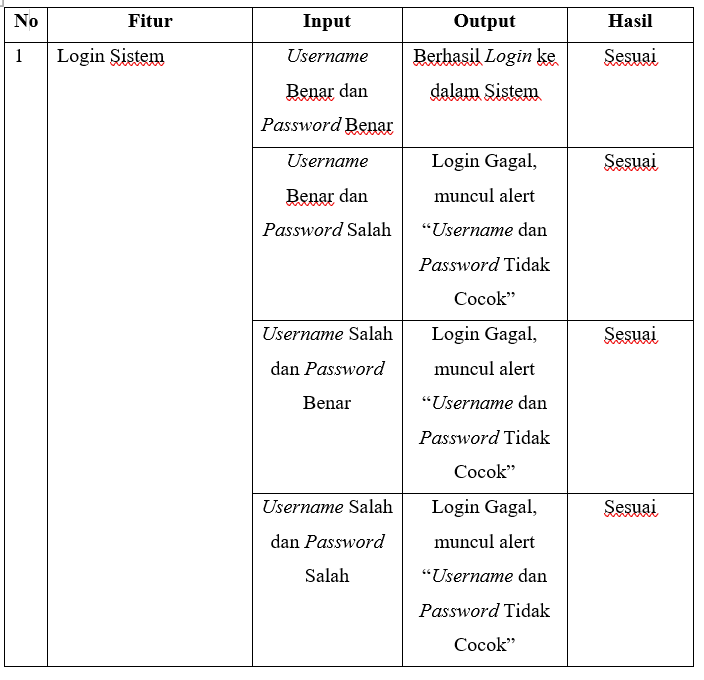 No Fitur Input Output Hasil
1 Login Sistem
Username
Benar dan
Password Benar
Berhasil Login ke
dalam Sistem
Sesuai
Username
Benar dan
Password Salah
Login Gagal,
muncul alert
“Username dan
Password Tidak
Cocok”
Sesuai
Username Salah
dan Password
Benar
Login Gagal,
muncul alert
“Username dan
Password Tidak
Cocok”
Sesuai
Username Salah
dan Password
Salah
Login Gagal,
muncul alert
“Username dan
Password Tidak
Cocok”
Sesuai